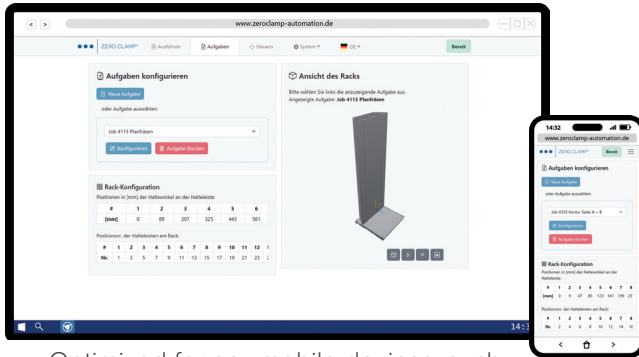 www.zeroclamp-automation.de
ZERO CLAMP® Ausführen Aufgaben Steuern System DE Bereit
Aufgaben konfigurieren
Neue Aufgabe
oder Aufgabe auswählen:
Job 4113 Planfräsen
Konfigurieren Aufgabe löschen
Rack-Konfiguration
Positionen in [mm] der Haltewinkel an der Halteleiste:
# 1 2 3 4 5 6
[mm] 0 89 207 325 443 561
Positionsnr. der Halteleisten am Rack:
# 1 2 3 4 5 6 7 8 9 10 11 12 1
Nr. 1 3 5 7 9 11 13 15 17 19 21 23 2
Ansicht des Racks
Bitte wählen Sie links die anzuzeigende Aufgabe aus.
Angezeigte Aufgabe: Job 4113 Planfräsen
14:3
14:32
www.zeroclamp-automation.de
ZERO CLAMP® Bereit
Aufgaben konfigurieren
Neue Aufgabe
oder Aufgabe auswählen:
Job 4333 Kontur Seite A + B
Konfigurieren
Aufgabe löschen
Rack-Konfiguration
Positionen in [mm] der Haltewinkel an der
Halteleiste:
# 1 2 3 4 5 6 7 8
[mm] 0 9 47 85 123 161 199 23
Positionsnr. der Halteleisten am Rack:
# 1 2 3 4 5 6 7 8
Nr. 2 4 6 8 10 12 14 16